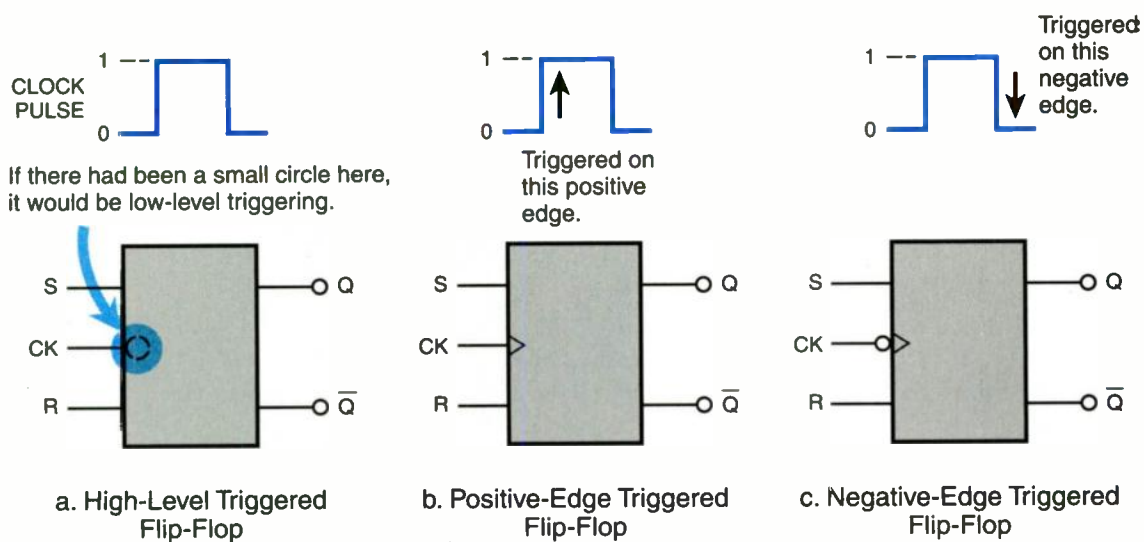 CLOCK
PULSE
1
0
If there had been a small circle here,
it would be low-level triggering.
S
CK
R
Q
Q̅
a. High-Level Triggered
Flip-Flop
1
0
Triggered on
this positive
edge.
S
CK
R
Q
Q̅
b. Positive-Edge Triggered
Flip-Flop
1
0
Triggered
on this
negative
edge.
S
CK
R
Q
Q̅
c. Negative-Edge Triggered
Flip-Flop